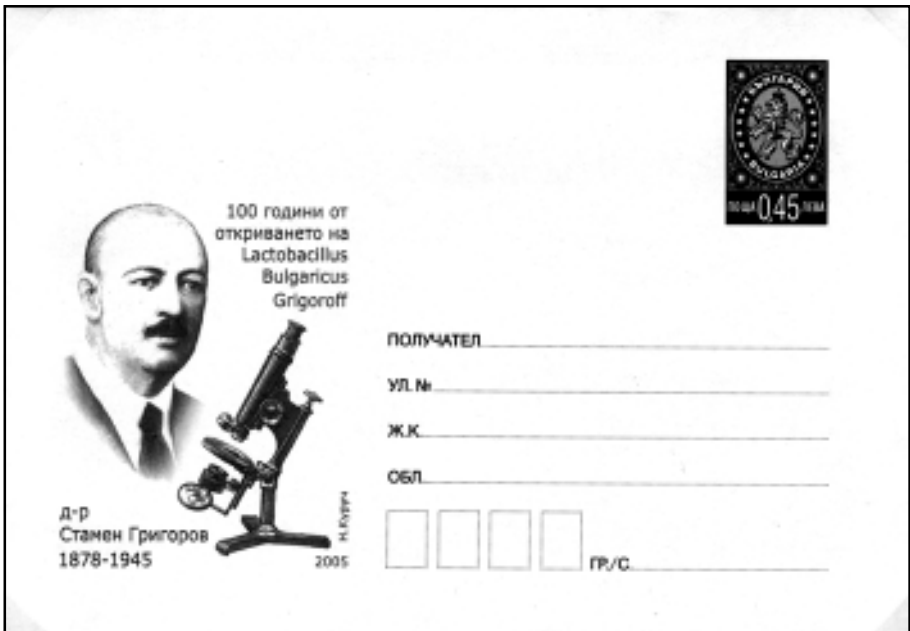 БЪЛГАРИЯ
BULGARIA
ПОЩА 0,45 ЛЕВА
100 години от
откриването на
Lactobacillus
Bulgaricus
Grigoroff
д-р
Стамен Григоров
1878-1945
Н.Куруч
2005
ПОЛУЧАТЕЛ
УЛ. №
Ж.К.
ОБЛ.
ГР./С.